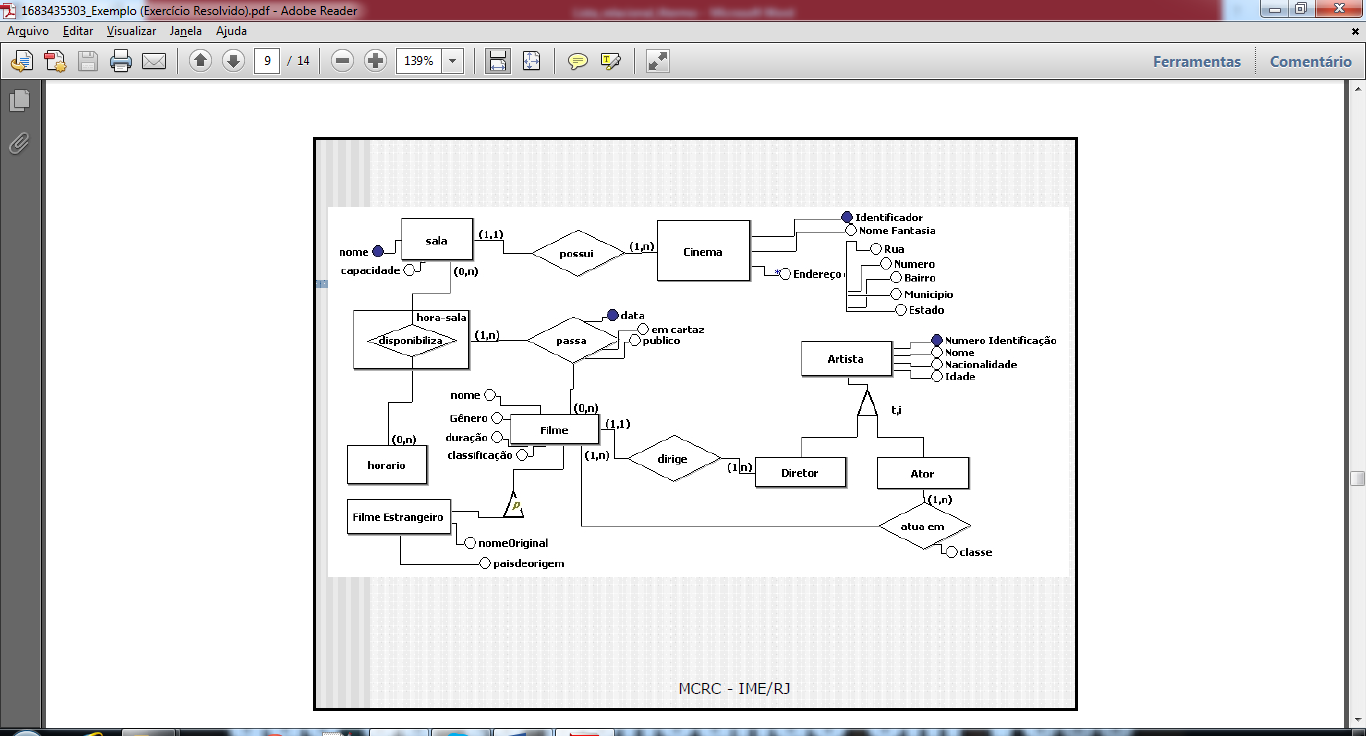 1683435303_Exemplo (Exercício Resolvido).pdf - Adobe Reader
Arquivo Editar Visualizar Janela Ajuda
9 / 14 139% Ferramentas Comentário
sala
nome
capacidade
(1,1)
(0,n)
possui
(1,n)
Cinema
Identificador
Nome Fantasia
*Endereço
Rua
Numero
Bairro
Municipio
Estado
hora-sala
disponibiliza
(1,n)
passa
data
em cartaz
publico
Artista
Numero Identificação
Nome
Nacionalidade
Idade
t,i
nome
Gênero
duração
classificação
(0,n)
Filme
(1,1)
(1,n)
dirige
(1,n)
Diretor
Ator
(1,n)
atua em
classe
(0,n)
horario
p
Filme Estrangeiro
nomeOriginal
paisdeorigem
MCRC - IME/RJ